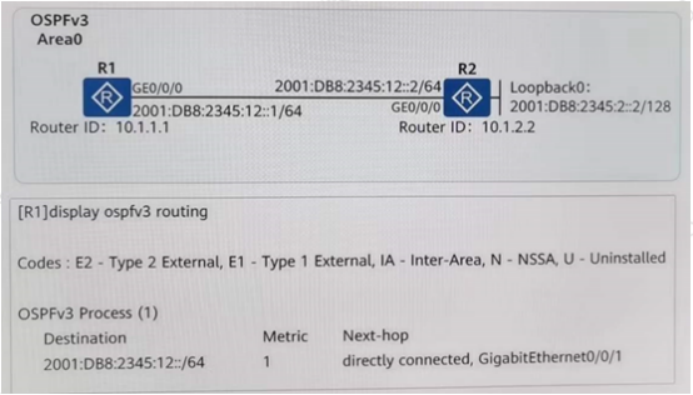 OSPFv3
Area0
R1
R2
GE0/0/0
2001:DB8:2345:12::2/64
Loopback0:
2001:DB8:2345:12::1/64
GE0/0/0
2001:DB8:2345:2::2/128
Router ID: 10.1.1.1
Router ID: 10.1.2.2
[R1]display ospfv3 routing
Codes : E2 - Type 2 External, E1 - Type 1 External, IA - Inter-Area, N - NSSA, U - Uninstalled
OSPFv3 Process (1)
Destination Metric Next-hop
2001:DB8:2345:12::/64 1 directly connected, GigabitEthernet0/0/1